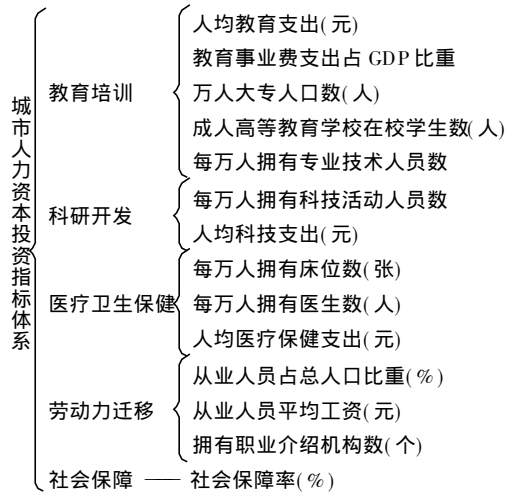 城市人力资本投资指标体系
教育培训
人均教育支出(元)
教育事业费支出占 GDP 比重
万人大专人口数(人)
成人高等教育学校在校学生数(人)
每万人拥有专业技术人员数
科研开发
每万人拥有科技活动人员数
人均科技支出(元)
医疗卫生保健
每万人拥有床位数(张)
每万人拥有医生数(人)
人均医疗保健支出(元)
劳动力迁移
从业人员占总人口比重(%)
从业人员平均工资(元)
拥有职业介绍机构数(个)
社会保障 —— 社会保障率(%)